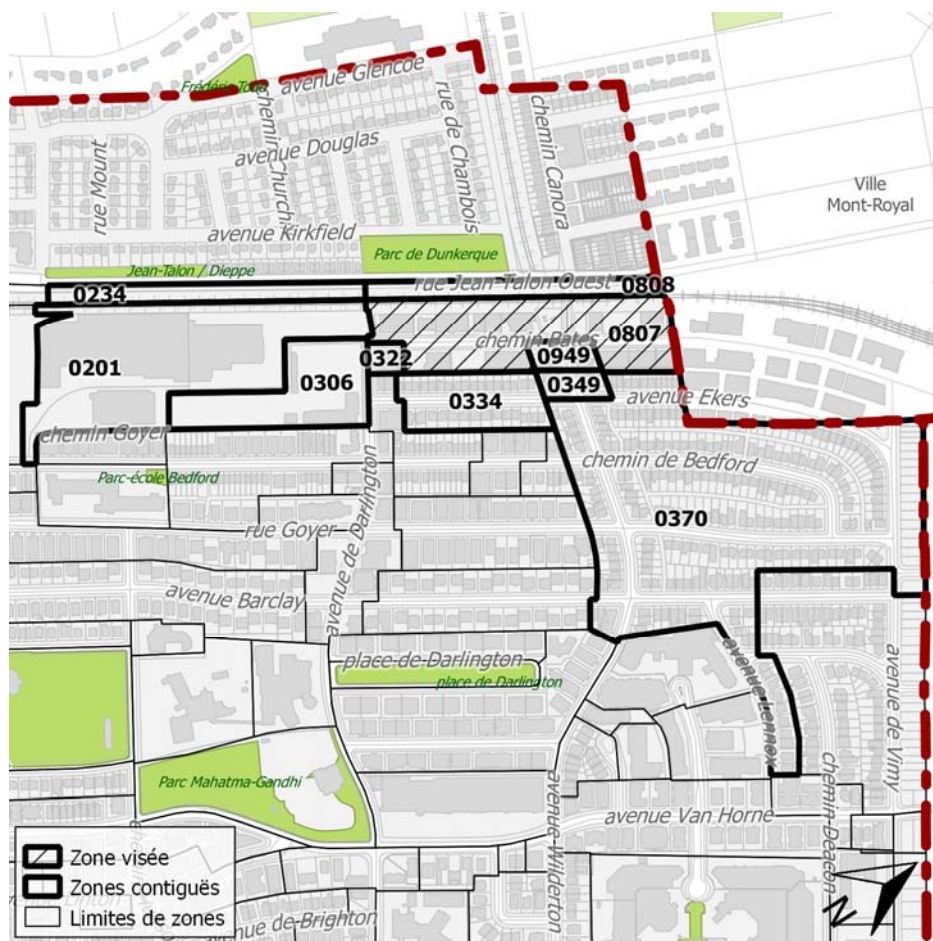 Frédéric-Todd
avenue Glencoe
chemin Churchill
rue de Chambois
chemin Canora
avenue Douglas
rue Mount
Ville
Mont-Royal
avenue Kirkfield
Parc de Dunkerque
Jean-Talon / Dieppe
rue Jean-Talon Ouest
0808
0234
chemin Bates
0807
0322
0949
0201
0306
0349
0334
avenue Ekers
chemin Goyer
chemin de Bedford
Parc-école Bedford
avenue de Darlington
0370
rue Goyer
avenue Barclay
place de Darlington
place de Darlington
avenue Lennox
avenue de Vimy
Parc Mahatma-Gandhi
avenue Wilderton
chemin Deacon
avenue Van Horne
avenue de Brighton
Zone visée
Zones contiguës
Limites de zones
N